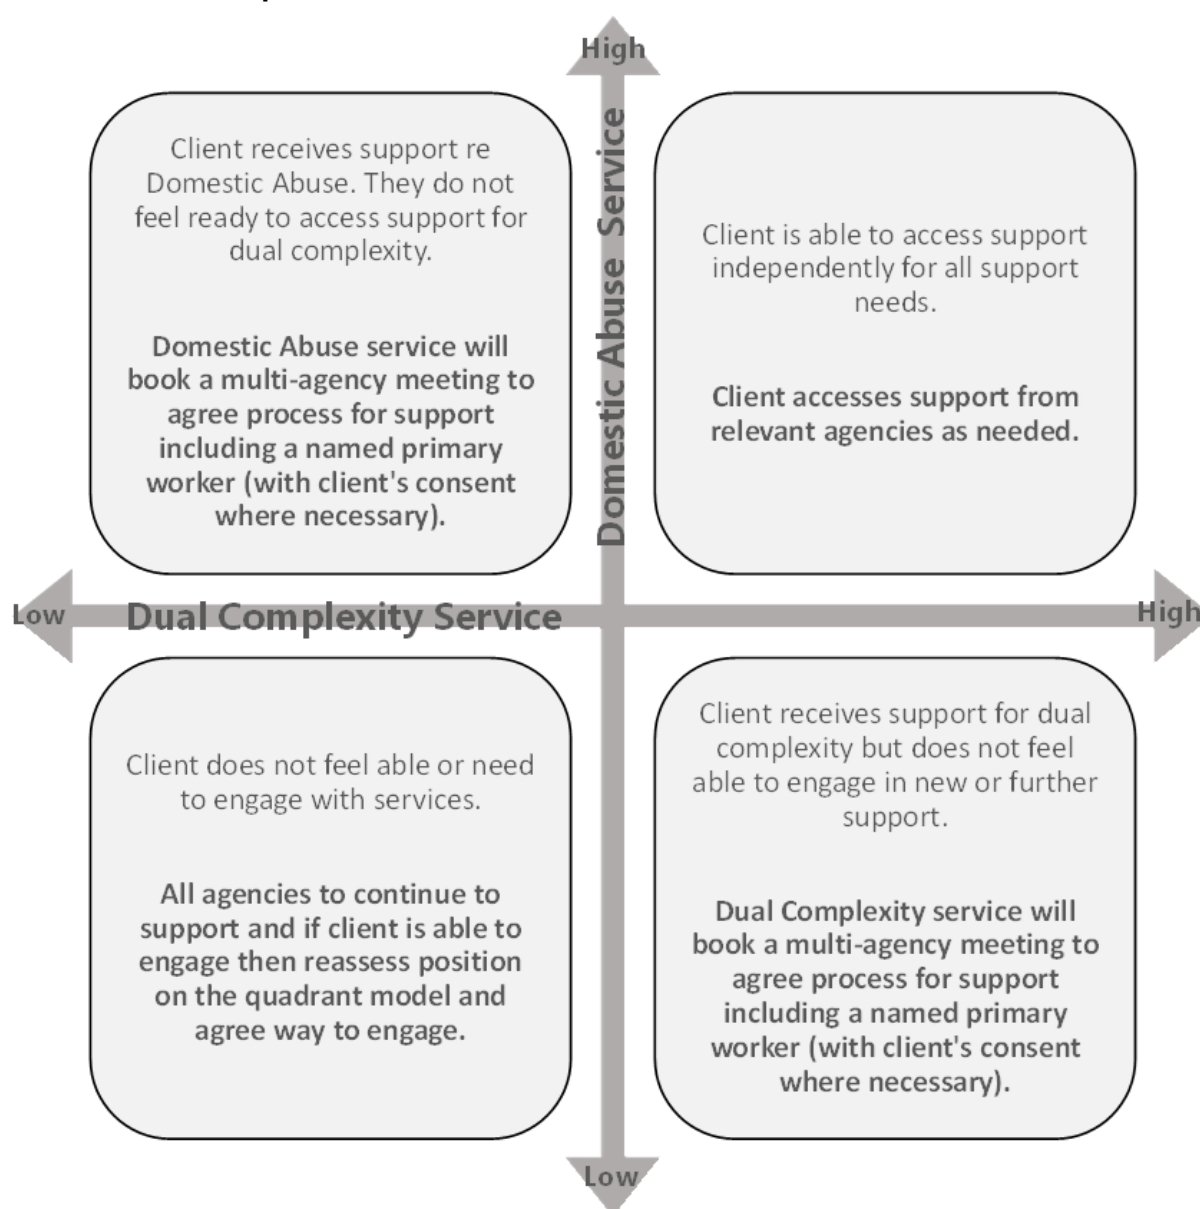 High
Client receives support re
Domestic Abuse. They do not
feel ready to access support for
dual complexity.
Domestic Abuse service will
book a multi-agency meeting to
agree process for support
including a named primary
worker (with client's consent
where necessary).
Domestic Abuse Service
Client is able to access support
independently for all support
needs.
Client accesses support from
relevant agencies as needed.
Low
Dual Complexity Service
High
Client does not feel able or need
to engage with services.
All agencies to continue to
support and if client is able to
engage then reassess position
on the quadrant model and
agree way to engage.
Client receives support for dual
complexity but does not feel
able to engage in new or further
support.
Dual Complexity service will
book a multi-agency meeting to
agree process for support
including a named primary
worker (with client's consent
where necessary).
Low